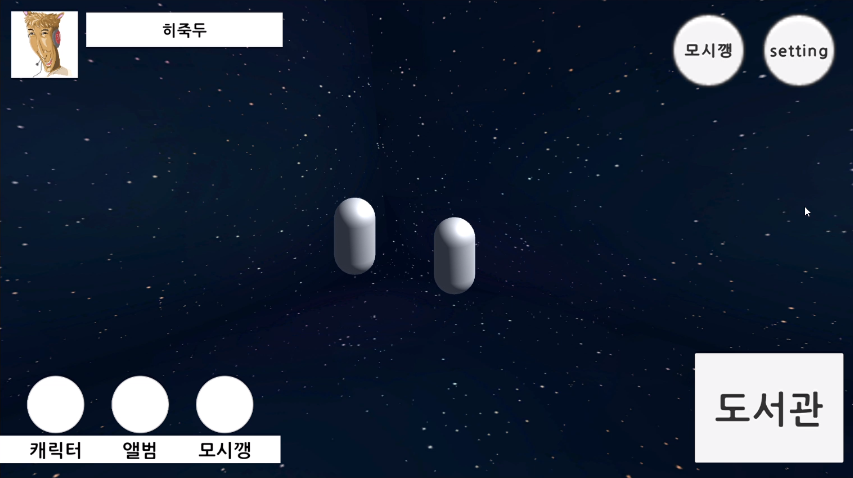 히죽두
모시깽
setting
캐릭터
앨범
모시깽
도서관